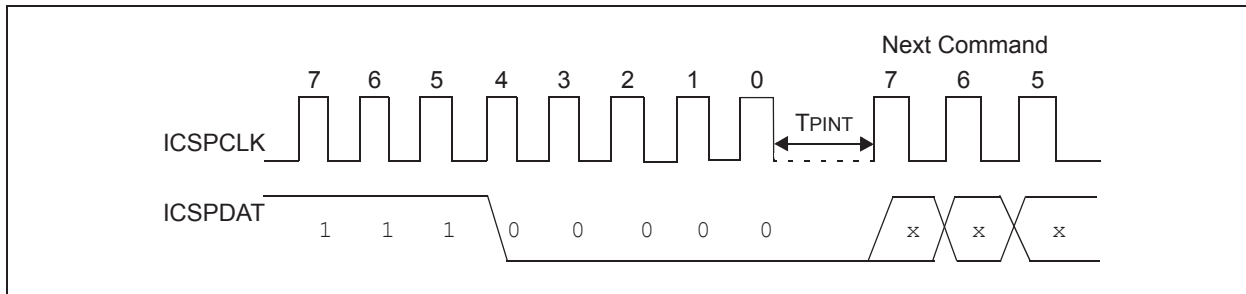 Next Command
7 6 5 4 3 2 1 0 7 6 5
TPINT
ICSPCLK
ICSPDAT
1 1 1 0 0 0 0 0 x x x